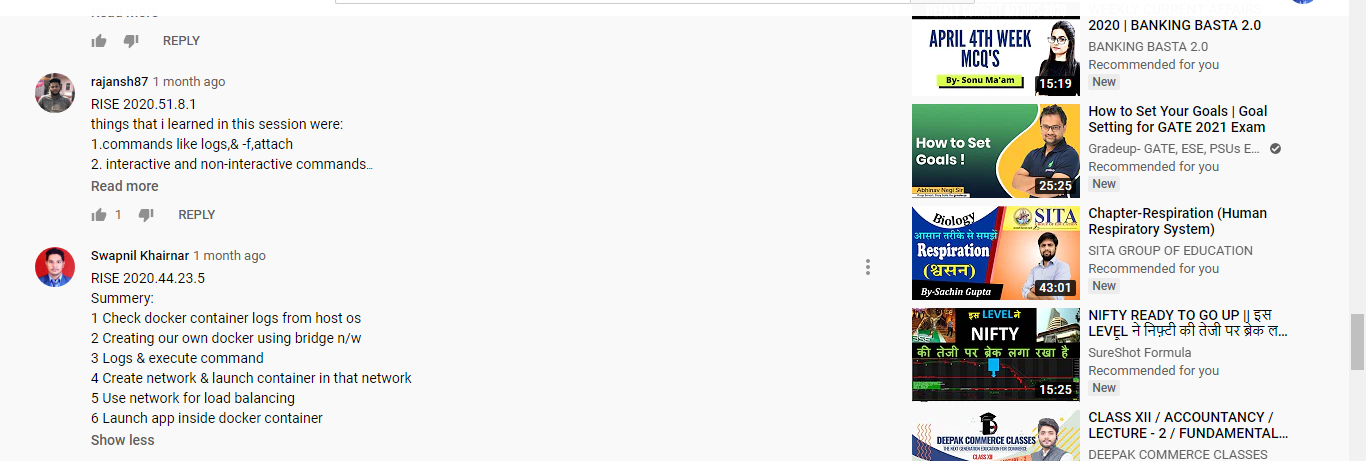 REPLY
rajansh87 1 month ago
RISE 2020.51.8.1
things that i learned in this session were:
1.commands like logs,& -f,attach
2. interactive and non-interactive commands…
Read more
1 REPLY
Swapnil Khairnar 1 month ago
RISE 2020.44.23.5
Summery:
1 Check docker container logs from host os
2 Creating our own docker using bridge n/w
3 Logs & execute command
4 Create network & launch container in that network
5 Use network for load balancing
6 Launch app inside docker container
Show less
APRIL 4TH WEEK
MCQ'S
By- Sonu Ma'am
15:19
2020 | BANKING BASTA 2.0
BANKING BASTA 2.0
Recommended for you
New
How to Set
Goals !
Abhinav Negi Sir
25:25
How to Set Your Goals | Goal
Setting for GATE 2021 Exam
Gradeup- GATE, ESE, PSUs E...
Recommended for you
New
Biology
SITA
आसान तरीके से समझें
Respiration
(श्वसन)
By-Sachin Gupta
43:01
Chapter-Respiration (Human
Respiratory System)
SITA GROUP OF EDUCATION
Recommended for you
New
इस LEVEL ने
NIFTY
की तेजी पर ब्रेक लगा रखा है
15:25
NIFTY READY TO GO UP || इस
LEVEL ने निफ़्टी की तेजी पर ब्रेक ल...
SureShot Formula
Recommended for you
New
DEEPAK COMMERCE CLASSES
THE NEXT GENERATION EDUCATION FOR COMMERCE
CLASS XII
CLASS XII / ACCOUNTANCY /
LECTURE - 2 / FUNDAMENTAL...
DEEPAK COMMERCE CLASSES